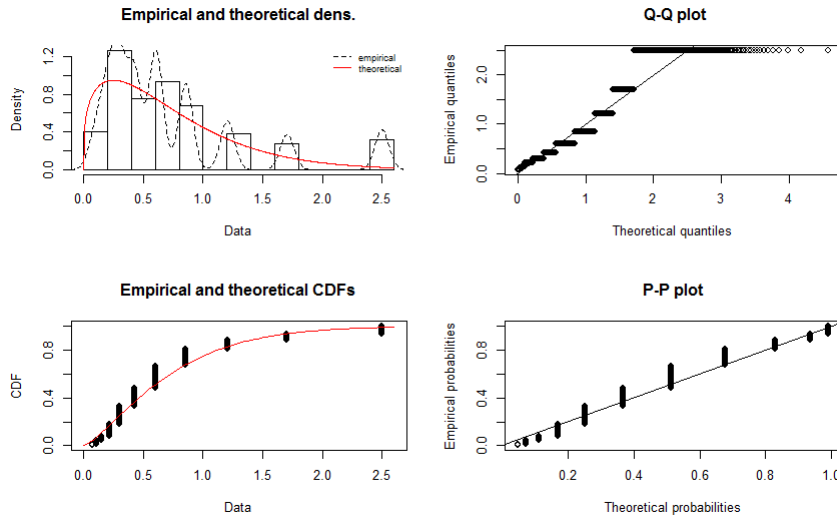 Empirical and theoretical dens.
Density
0.0 0.4 0.8 1.2
empirical
theoretical
0.0 0.5 1.0 1.5 2.0 2.5
Data
Q-Q plot
Empirical quantiles
0.0 1.0 2.0
0 1 2 3 4
Theoretical quantiles
Empirical and theoretical CDFs
CDF
0.0 0.4 0.8
0.0 0.5 1.0 1.5 2.0 2.5
Data
P-P plot
Empirical probabilities
0.0 0.4 0.8
0.2 0.4 0.6 0.8 1.0
Theoretical probabilities